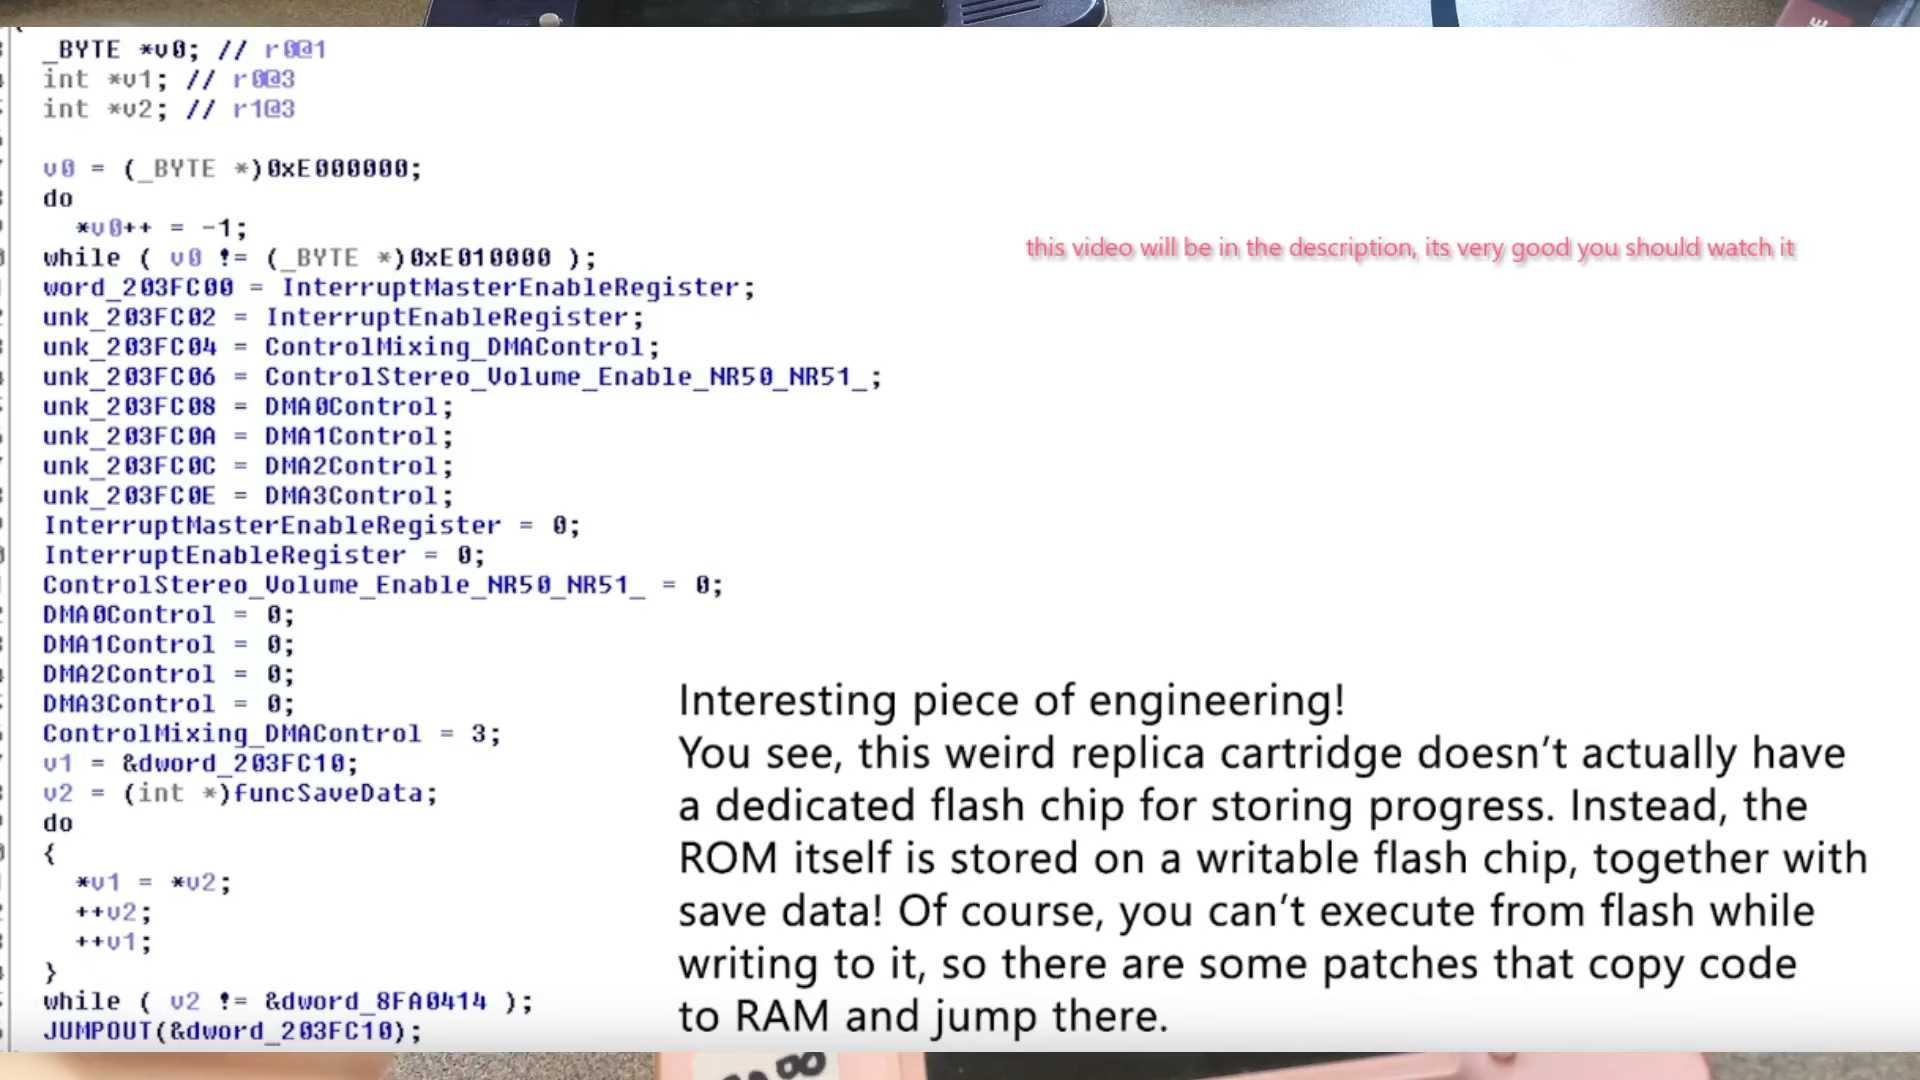 _BYTE *v0; // r0@1
int *v1; // r0@3
int *v2; // r1@3
v0 = (_BYTE *)0xE000000;
do
*v0++ = -1;
while ( v0 != (_BYTE *)0xE010000 );
this video will be in the description, its very good you should watch it
word_203FC00 = InterruptMasterEnableRegister;
unk_203FC02 = InterruptEnableRegister;
unk_203FC04 = ControlMixing_DMAControl;
unk_203FC06 = ControlStereo_Volume_Enable_NR50_NR51_;
unk_203FC08 = DMA0Control;
unk_203FC0A = DMA1Control;
unk_203FC0C = DMA2Control;
unk_203FC0E = DMA3Control;
InterruptMasterEnableRegister = 0;
InterruptEnableRegister = 0;
ControlStereo_Volume_Enable_NR50_NR51_ = 0;
DMA0Control = 0;
DMA1Control = 0;
DMA2Control = 0;
DMA3Control = 0;
ControlMixing_DMAControl = 3;
v1 = &dword_203FC10;
v2 = (int *)funcSaveData;
do
{
*v1 = *v2;
++v2;
++v1;
}
while ( v2 != &dword_8FA0414 );
JUMPOUT(&dword_203FC10);
Interesting piece of engineering!
You see, this weird replica cartridge doesn't actually have
a dedicated flash chip for storing progress. Instead, the
ROM itself is stored on a writable flash chip, together with
save data! Of course, you can't execute from flash while
writing to it, so there are some patches that copy code
to RAM and jump there.